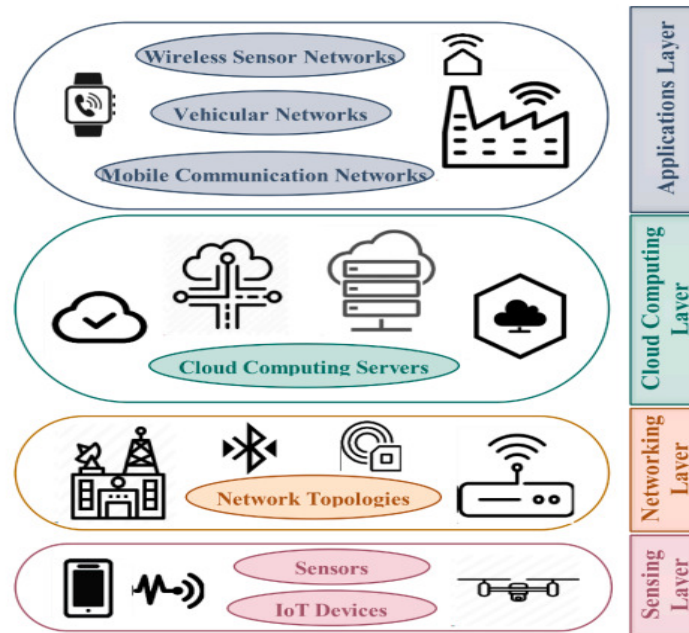 Wireless Sensor Networks
Vehicular Networks
Mobile Communication Networks
Applications Layer
Cloud Computing Servers
Cloud Computing
Layer
Network Topologies
Networking
Layer
Sensors
IoT Devices
Sensing
Layer